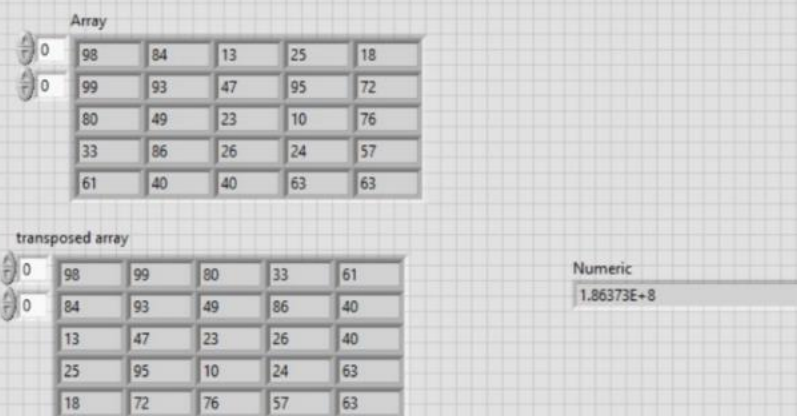 Array
0 98 84 13 25 18
0 99 93 47 95 72
80 49 23 10 76
33 86 26 24 57
61 40 40 63 63
transposed array
0 98 99 80 33 61
0 84 93 49 86 40
13 47 23 26 40
25 95 10 24 63
18 72 76 57 63
Numeric
1.86373E+8